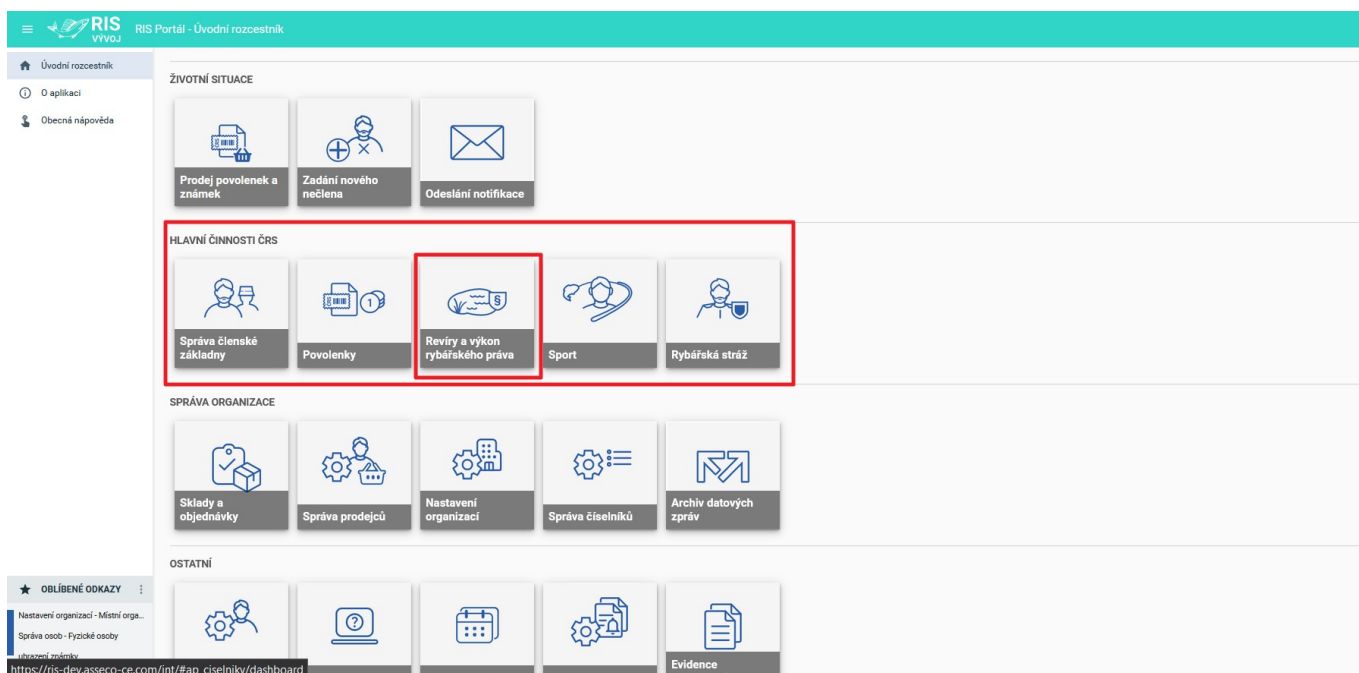 RIS
VÝVOJ
RIS Portál - Úvodní rozcestník
Úvodní rozcestník
O aplikaci
Obecná nápověda
ŽIVOTNÍ SITUACE
Prodej povolenek a
známek
Zadání nového
nečlena
Odeslání notifikace
HLAVNÍ ČINNOSTI ČRS
Správa členské
základny
1
Povolenky
§
Revíry a výkon
rybářského práva
Sport
Rybářská stráž
SPRÁVA ORGANIZACE
Sklady a
objednávky
Správa prodejců
Nastavení
organizací
Správa číselníků
Archiv datových
zpráv
OSTATNÍ
?
Evidence
OBLÍBENÉ ODKAZY
Nastavení organizací - Místní orga...
Správa osob - Fyzické osoby
uhrazení známky
https://ris-dev.asseco-ce.com/int/#ap_ciselniky/dashboard